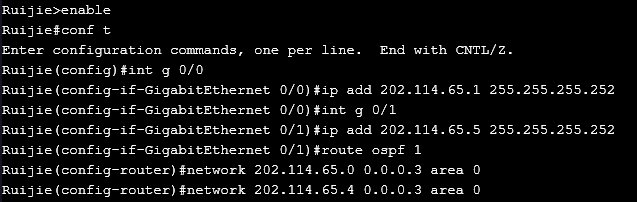 Ruijie>enable
Ruijie#conf t
Enter configuration commands, one per line.  End with CNTL/Z.
Ruijie(config)#int g 0/0
Ruijie(config-if-GigabitEthernet 0/0)#ip add 202.114.65.1 255.255.255.252
Ruijie(config-if-GigabitEthernet 0/0)#int g 0/1
Ruijie(config-if-GigabitEthernet 0/1)#ip add 202.114.65.5 255.255.255.252
Ruijie(config-if-GigabitEthernet 0/1)#route ospf 1
Ruijie(config-router)#network 202.114.65.0 0.0.0.3 area 0
Ruijie(config-router)#network 202.114.65.4 0.0.0.3 area 0